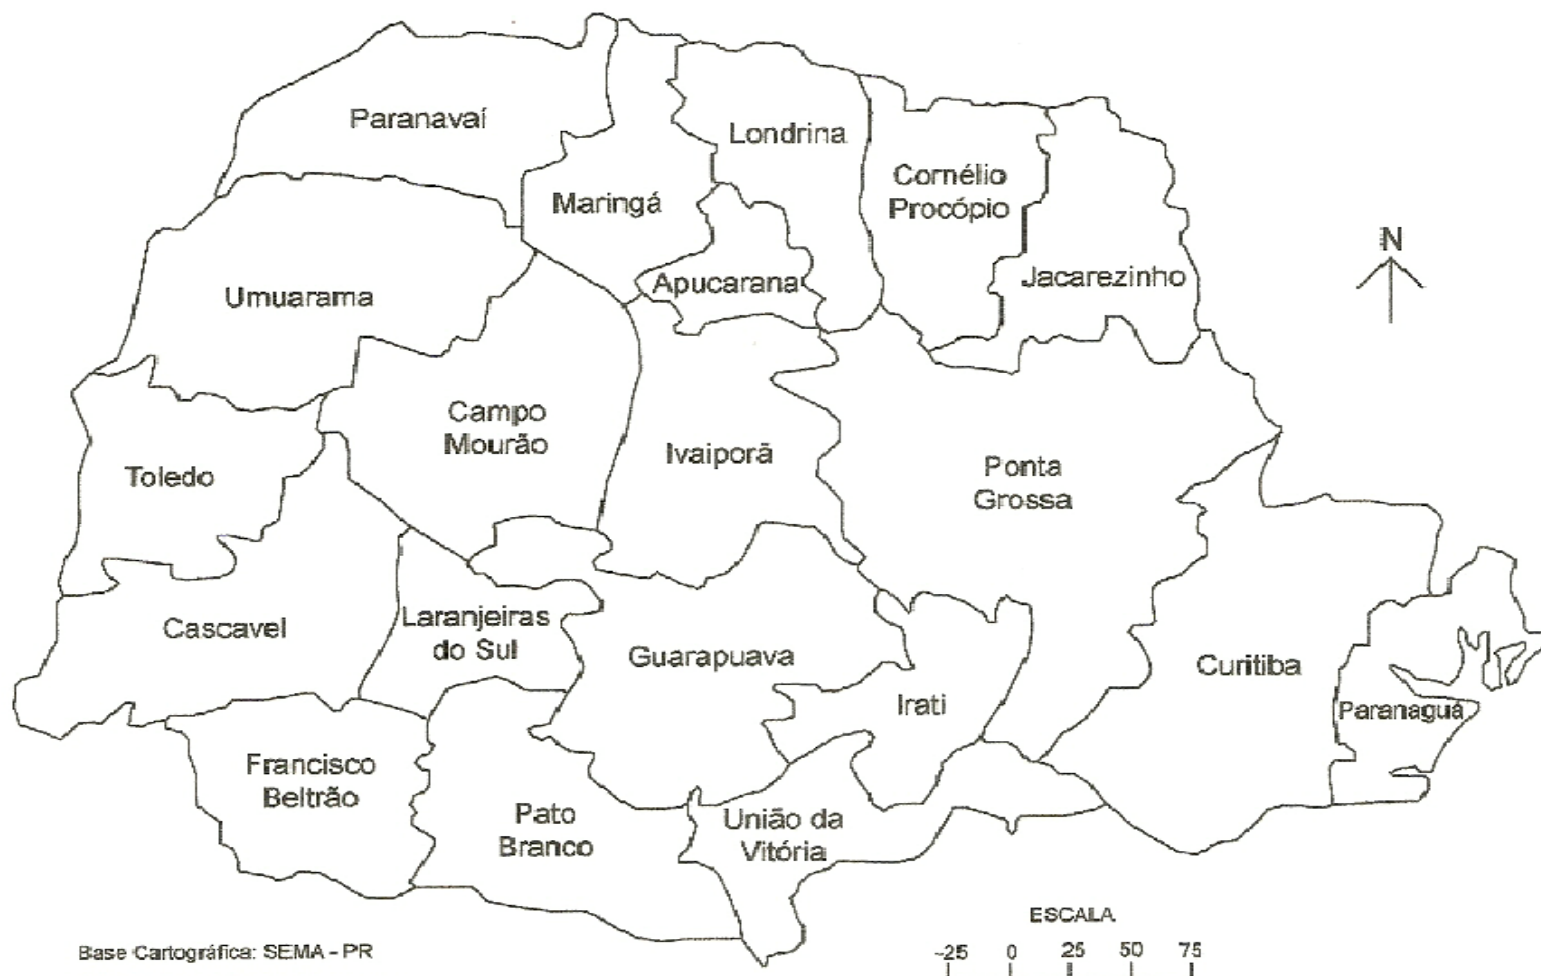 Paranavaí
Londrina
Cornélio
Procópio
Maringá
N
Apucarana
Jacarezinho
Umuarama
Campo
Mourão
Ivaiporã
Toledo
Ponta
Grossa
Cascavel
Laranjeiras
do Sul
Guarapuava
Curitiba
Irati
Paranaguá
Francisco
Beltrão
Pato
Branco
União da
Vitória
ESCALA
Base Cartográfica: SEMA - PR
-25 0 25 50 75